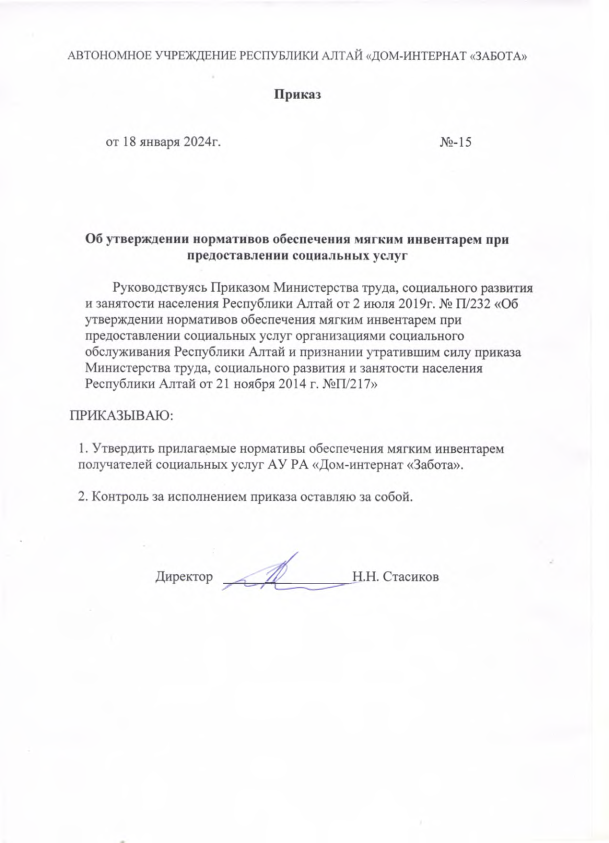 АВТОНОМНОЕ УЧРЕЖДЕНИЕ РЕСПУБЛИКИ АЛТАЙ «ДОМ-ИНТЕРНАТ «ЗАБОТА»
Приказ
от 18 января 2024г. №-15
Об утверждении нормативов обеспечения мягким инвентарем при
предоставлении социальных услуг
Руководствуясь Приказом Министерства труда, социального развития
и занятости населения Республики Алтай от 2 июля 2019г. № П/232 «Об
утверждении нормативов обеспечения мягким инвентарем при
предоставлении социальных услуг организациями социального
обслуживания Республики Алтай и признании утратившим силу приказа
Министерства труда, социального развития и занятости населения
Республики Алтай от 21 ноября 2014 г. №П/217»
ПРИКАЗЫВАЮ:
1. Утвердить прилагаемые нормативы обеспечения мягким инвентарем
получателей социальных услуг АУ РА «Дом-интернат «Забота».
2. Контроль за исполнением приказа оставляю за собой.
Директор Н.Н. Стасиков